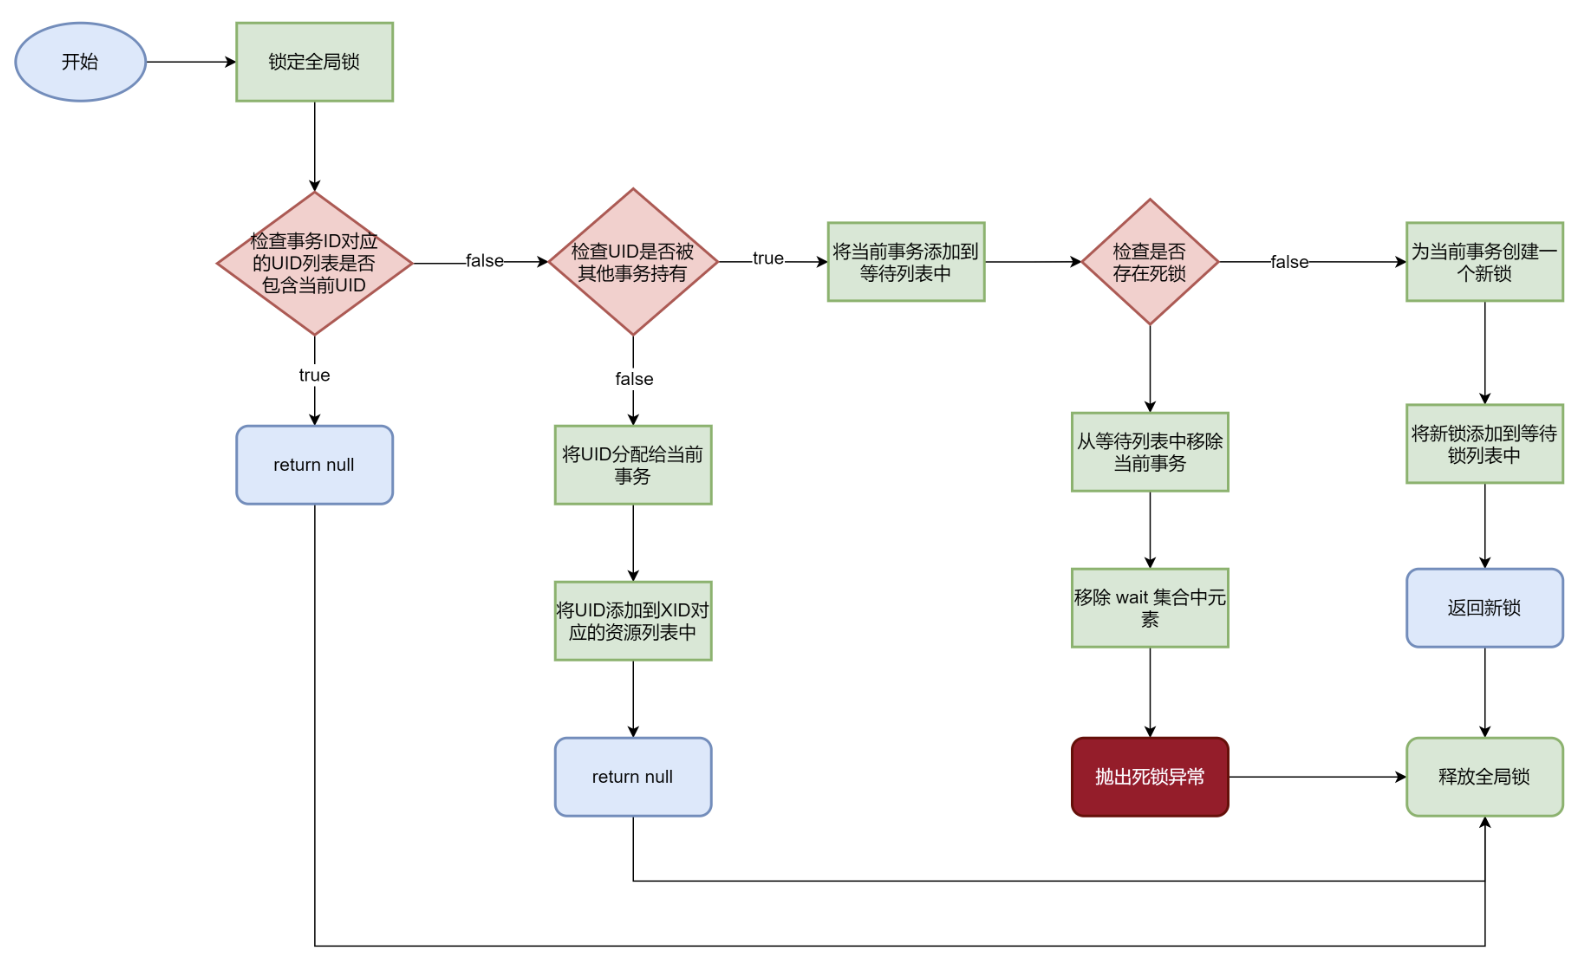 开始
锁定全局锁
检查事务ID对应
的UID列表是否
包含当前UID
false
检查UID是否被
其他事务持有
true
将当前事务添加到
等待列表中
检查是否
存在死锁
false
为当前事务创建一
个新锁
true
return null
false
将UID分配给当前
事务
从等待列表中移除
当前事务
将新锁添加到等待
锁列表中
将UID添加到XID对
应的资源列表中
移除 wait 集合中元
素
返回新锁
return null
抛出死锁异常
释放全局锁